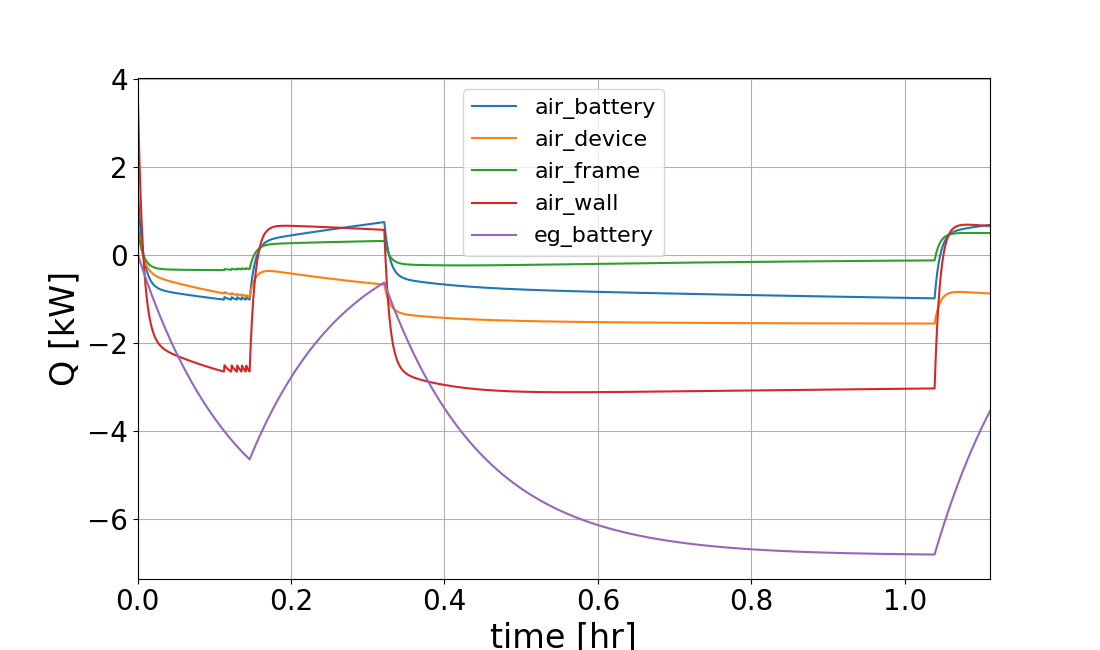 4
2
0
−2
−4
−6
Q [kW]
air_battery
air_device
air_frame
air_wall
eg_battery
0.0 0.2 0.4 0.6 0.8 1.0
time [hr]